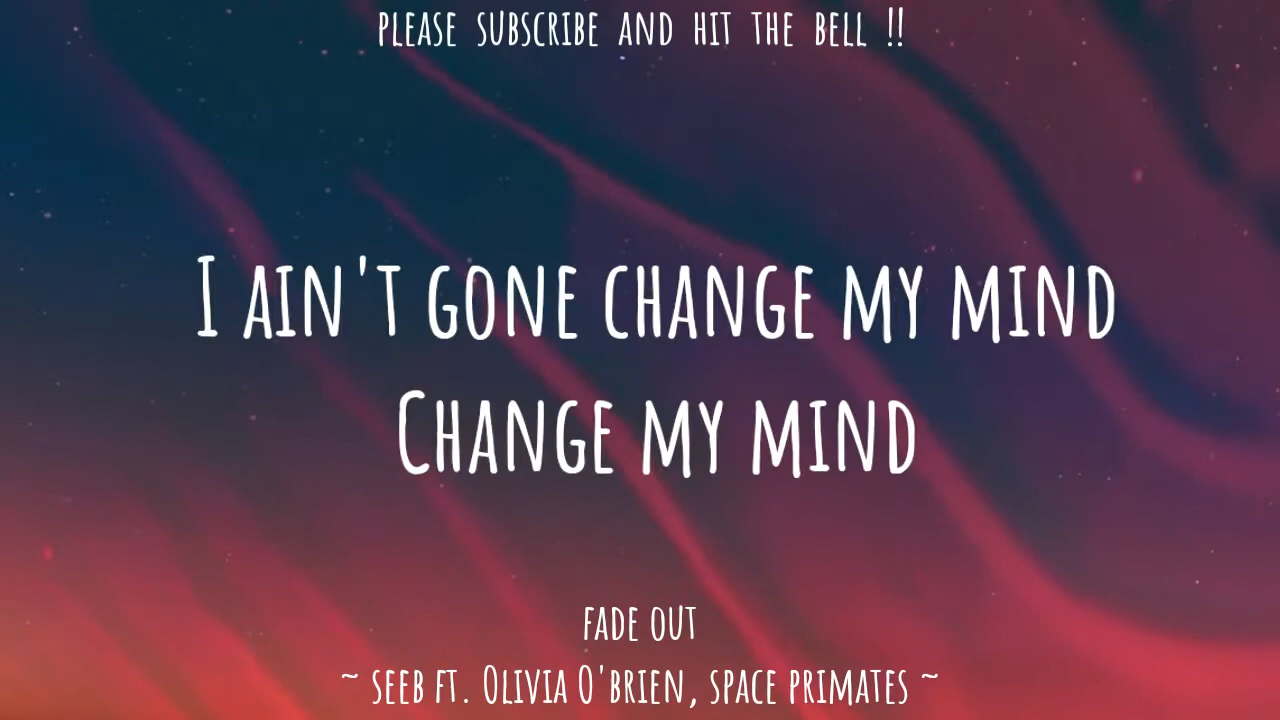 PLEASE SUBSCRIBE AND HIT THE BELL !!
I AIN'T GONE CHANGE MY MIND
CHANGE MY MIND
FADE OUT
~ SEEB FT. OLIVIA O'BRIEN, SPACE PRIMATES ~